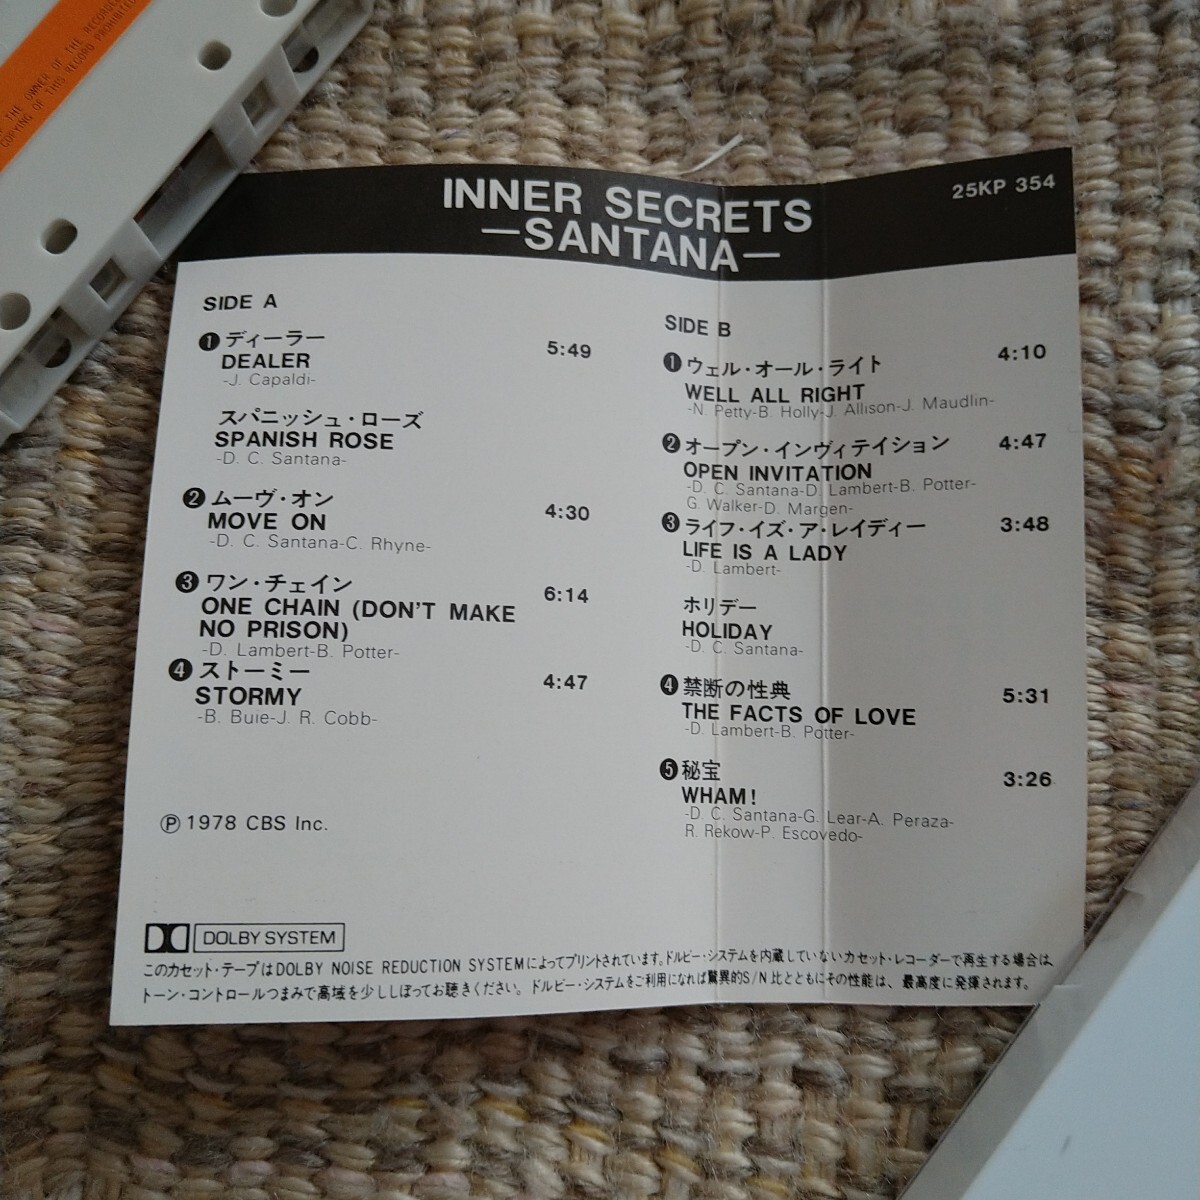 THE OWNER OF THE RECORDED
COPYING OF THIS RECORD PROHIBITED
INNER SECRETS
—SANTANA—
25KP 354
SIDE A
❶ ディーラー
DEALER 5:49
-J. Capaldi-
スパニッシュ・ローズ
SPANISH ROSE
-D. C. Santana-
❷ ムーヴ・オン
MOVE ON 4:30
-D. C. Santana-C. Rhyne-
❸ ワン・チェイン 6:14
ONE CHAIN (DON'T MAKE
NO PRISON)
-D. Lambert-B. Potter-
❹ ストーミー 4:47
STORMY
-B. Buie-J. R. Cobb-
Ⓟ 1978 CBS Inc.
SIDE B
❶ ウェル・オール・ライト 4:10
WELL ALL RIGHT
-N. Petty-B. Holly-J. Allison-J. Maudlin-
❷ オープン・インヴィテイション 4:47
OPEN INVITATION
-D. C. Santana-D. Lambert-B. Potter-
G. Walker-D. Margen-
❸ ライフ・イズ・ア・レイディー 3:48
LIFE IS A LADY
-D. Lambert-
ホリデー
HOLIDAY
-D. C. Santana-
❹ 禁断の性典 5:31
THE FACTS OF LOVE
-D. Lambert-B. Potter-
❺ 秘宝 3:26
WHAM!
-D. C. Santana-G. Lear-A. Peraza-
R. Rekow-P. Escovedo-
DOLBY SYSTEM
このカセット・テープはDOLBY NOISE REDUCTION SYSTEMによってプリントされています。ドルビー・システムを内蔵していないカセット・レコーダーで再生する場合は、
トーン・コントロールつまみで高域を少ししぼってお聴きください。ドルビー・システムをご利用になれば驚異的S/N比とともにその性能は、最高度に発揮されます。